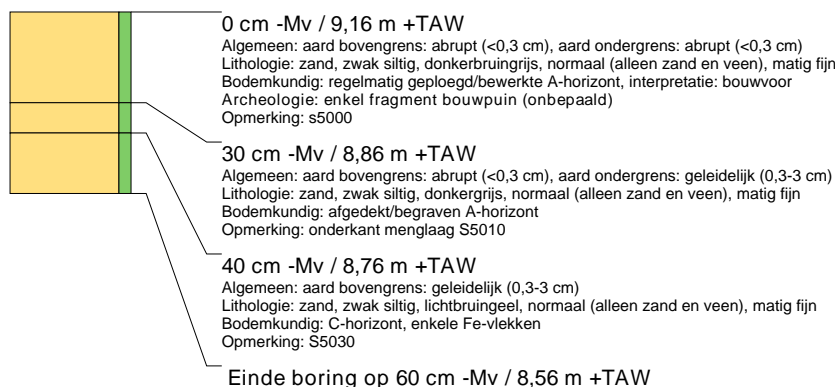 0 cm -Mv / 9,16 m +TAW
Algemeen: aard bovengrens: abrupt (<0,3 cm), aard ondergrens: abrupt (<0,3 cm)
Lithologie: zand, zwak siltig, donkerbruingrijs, normaal (alleen zand en veen), matig fijn
Bodemkundig: regelmatig geploegd/bewerkte A-horizont, interpretatie: bouwvoor
Archeologie: enkel fragment bouwpuin (onbepaald)
Opmerking: s5000
30 cm -Mv / 8,86 m +TAW
Algemeen: aard bovengrens: abrupt (<0,3 cm), aard ondergrens: geleidelijk (0,3-3 cm)
Lithologie: zand, zwak siltig, donkergrijs, normaal (alleen zand en veen), matig fijn
Bodemkundig: afgedekt/begraven A-horizont
Opmerking: onderkant menglaag S5010
40 cm -Mv / 8,76 m +TAW
Algemeen: aard bovengrens: geleidelijk (0,3-3 cm)
Lithologie: zand, zwak siltig, lichtbruingeel, normaal (alleen zand en veen), matig fijn
Bodemkundig: C-horizont, enkele Fe-vlekken
Opmerking: S5030
Einde boring op 60 cm -Mv / 8,56 m +TAW